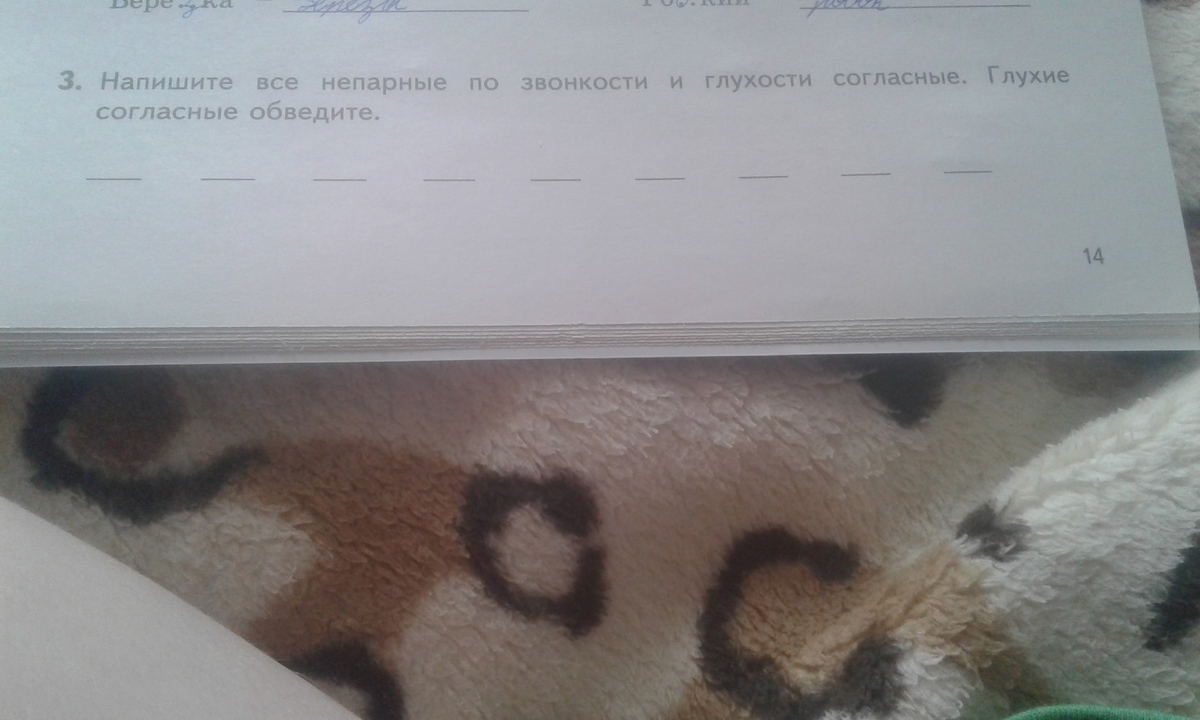 3. Напишите все непарные по звонкости и глухости согласные. Глухие
согласные обведите.
14